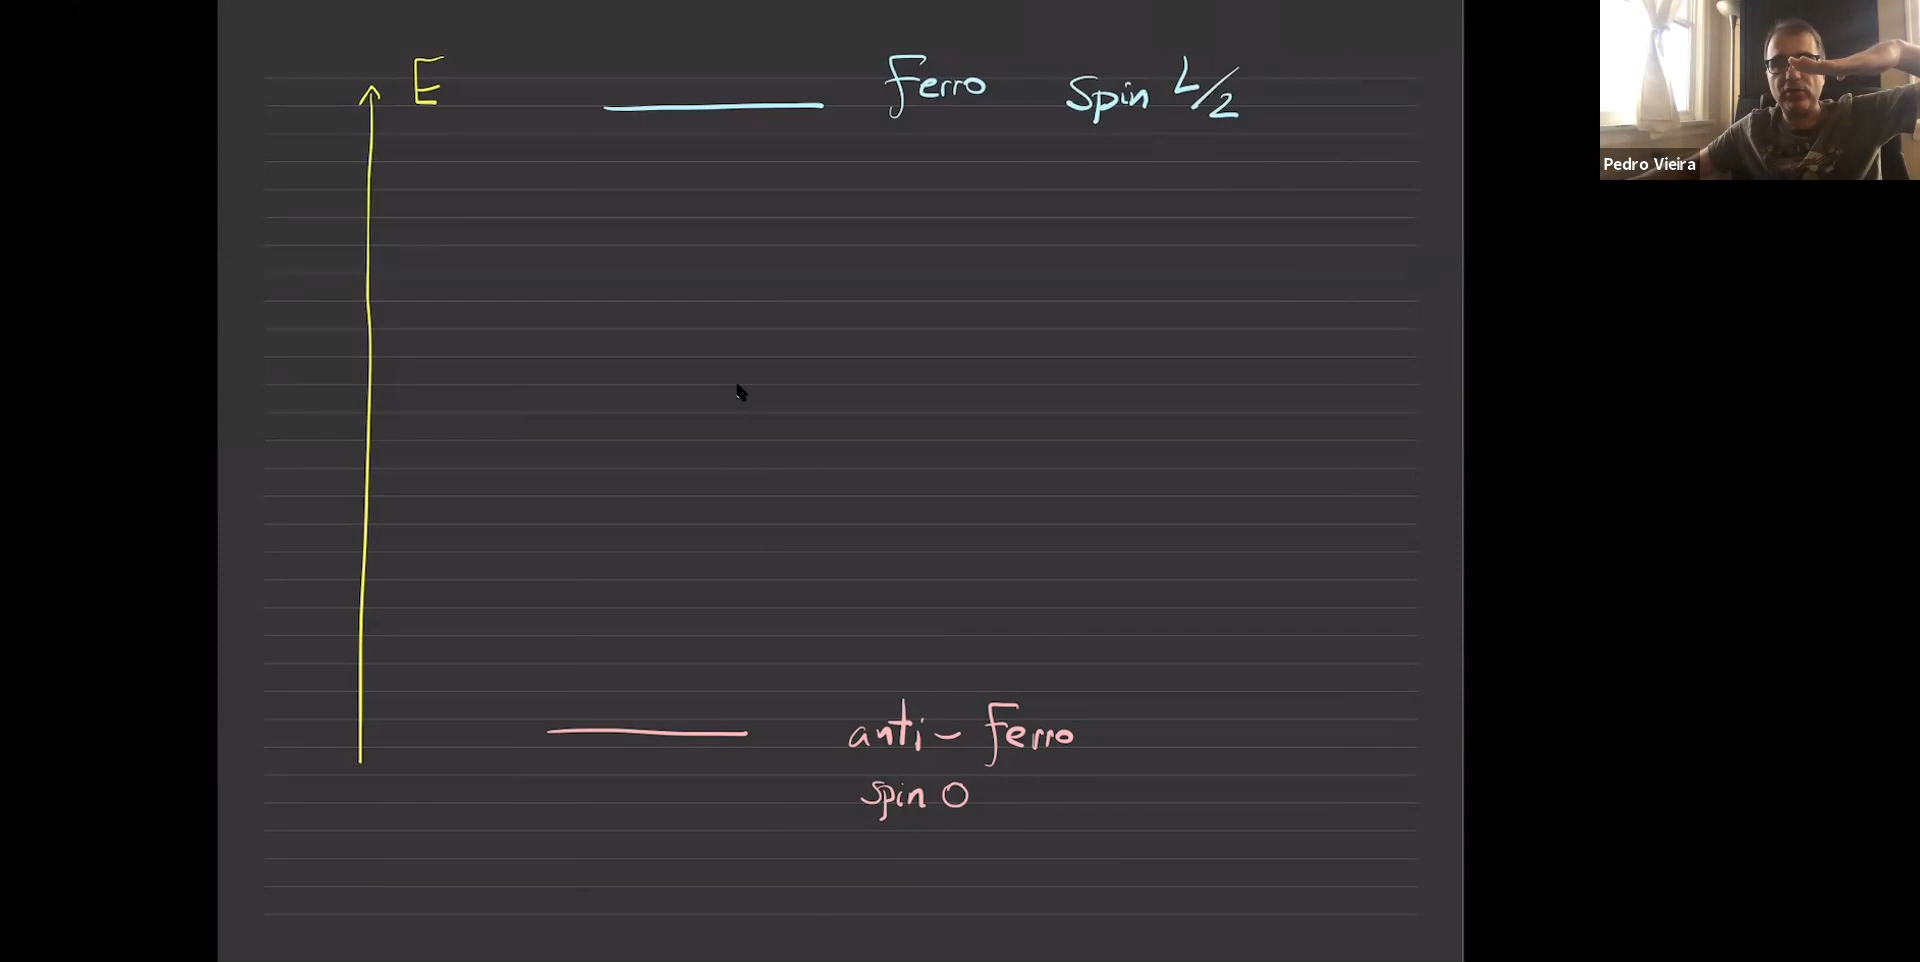 E
Ferro Spin L/2
Pedro Vieira
anti-Ferro
Spin 0